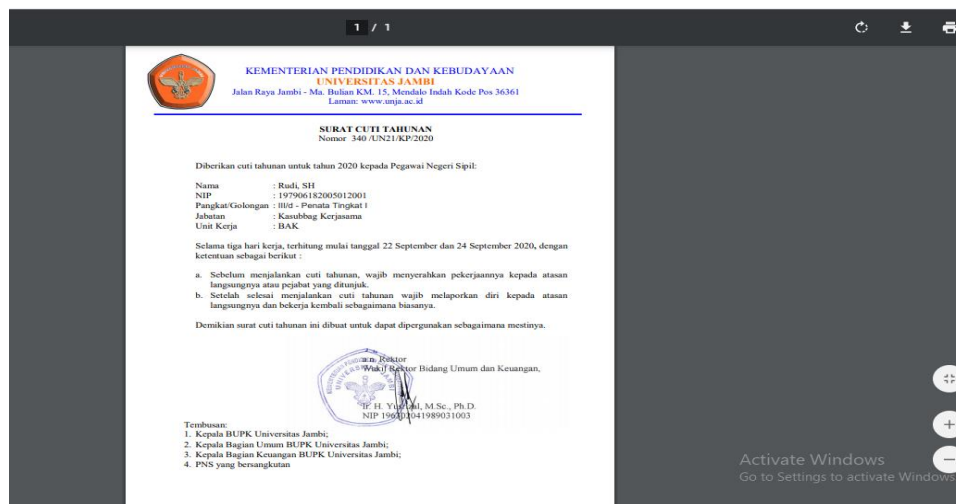 1 / 1
KEMENTERIAN PENDIDIKAN DAN KEBUDAYAAN
UNIVERSITAS JAMBI
Jalan Raya Jambi - Ma. Bulian KM. 15, Mendalo Indah Kode Pos 36361
Laman: www.unja.ac.id
SURAT CUTI TAHUNAN
Nomor 340 /UN21/KP/2020
Diberikan cuti tahunan untuk tahun 2020 kepada Pegawai Negeri Sipil:
Nama : Rudi, SH
NIP : 197906182005012001
Pangkat/Golongan : III/d - Penata Tingkat I
Jabatan : Kasubbag Kerjasama
Unit Kerja : BAK
Selama tiga hari kerja, terhitung mulai tanggal 22 September dan 24 September 2020, dengan
ketentuan sebagai berikut :
a. Sebelum menjalankan cuti tahunan, wajib menyerahkan pekerjaannya kepada atasan
langsungnya atau pejabat yang ditunjuk.
b. Setelah selesai menjalankan cuti tahunan wajib melaporkan diri kepada atasan
langsungnya dan bekerja kembali sebagaimana biasanya.
Demikian surat cuti tahunan ini dibuat untuk dapat dipergunakan sebagaimana mestinya.
a.n. Rektor
Wakil Rektor Bidang Umum dan Keuangan,
UNIVERSITAS
Ir. H. M.Sc., Ph.D.
NIP
Tembusan:
1. Kepala BUPK Universitas Jambi;
2. Kepala Bagian Umum BUPK Universitas Jambi;
3. Kepala Bagian Keuangan BUPK Universitas Jambi;
4. PNS yang bersangkutan
Activate Windows
Go to Settings to activate Windows